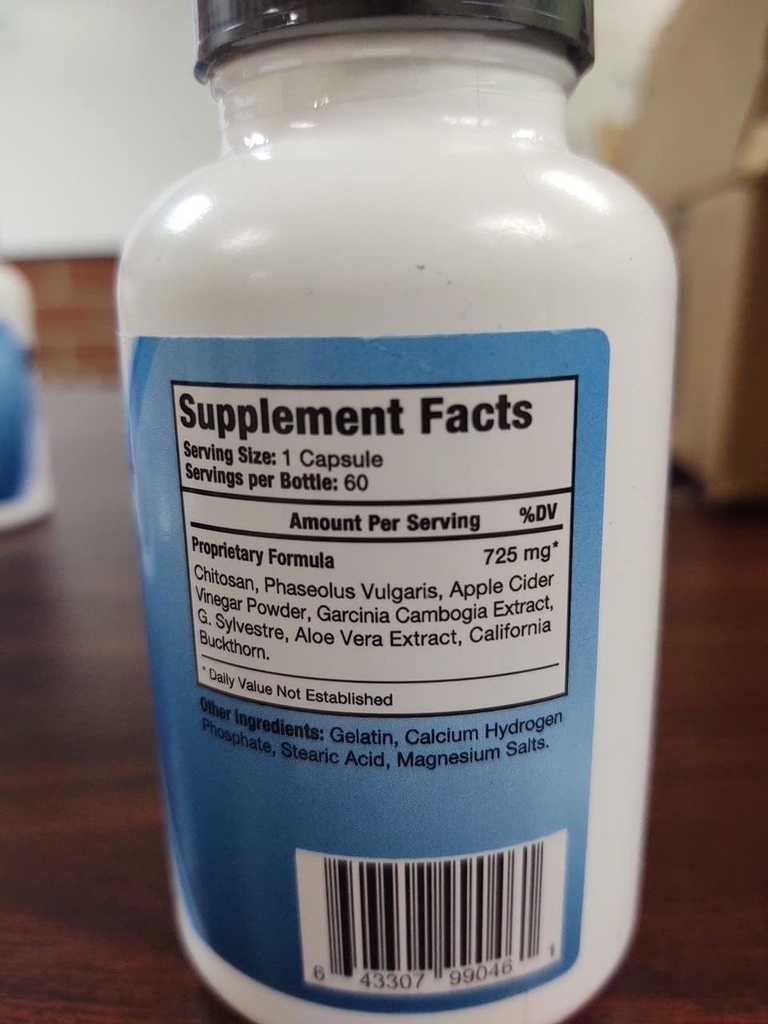 Supplement Facts
Serving Size: 1 Capsule
Servings per Bottle: 60
Amount Per Serving %DV
Proprietary Formula 725 mg*
Chitosan, Phaseolus Vulgaris, Apple Cider
Vinegar Powder, Garcinia Cambogia Extract,
G. Sylvestre, Aloe Vera Extract, California
Buckthorn.
* Daily Value Not Established
Other Ingredients: Gelatin, Calcium Hydrogen
Phosphate, Stearic Acid, Magnesium Salts.
6 43307 99046 1